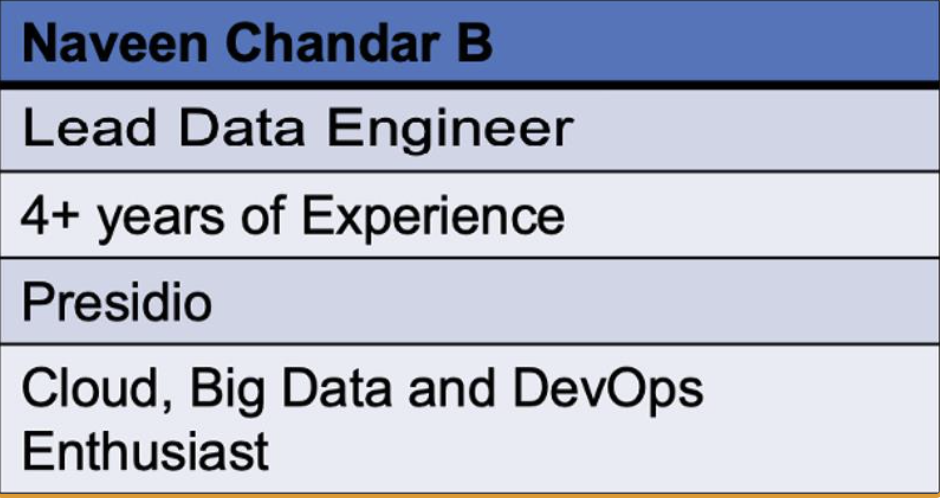 Naveen Chandar B
Lead Data Engineer
4+ years of Experience
Presidio
Cloud, Big Data and DevOps
Enthusiast